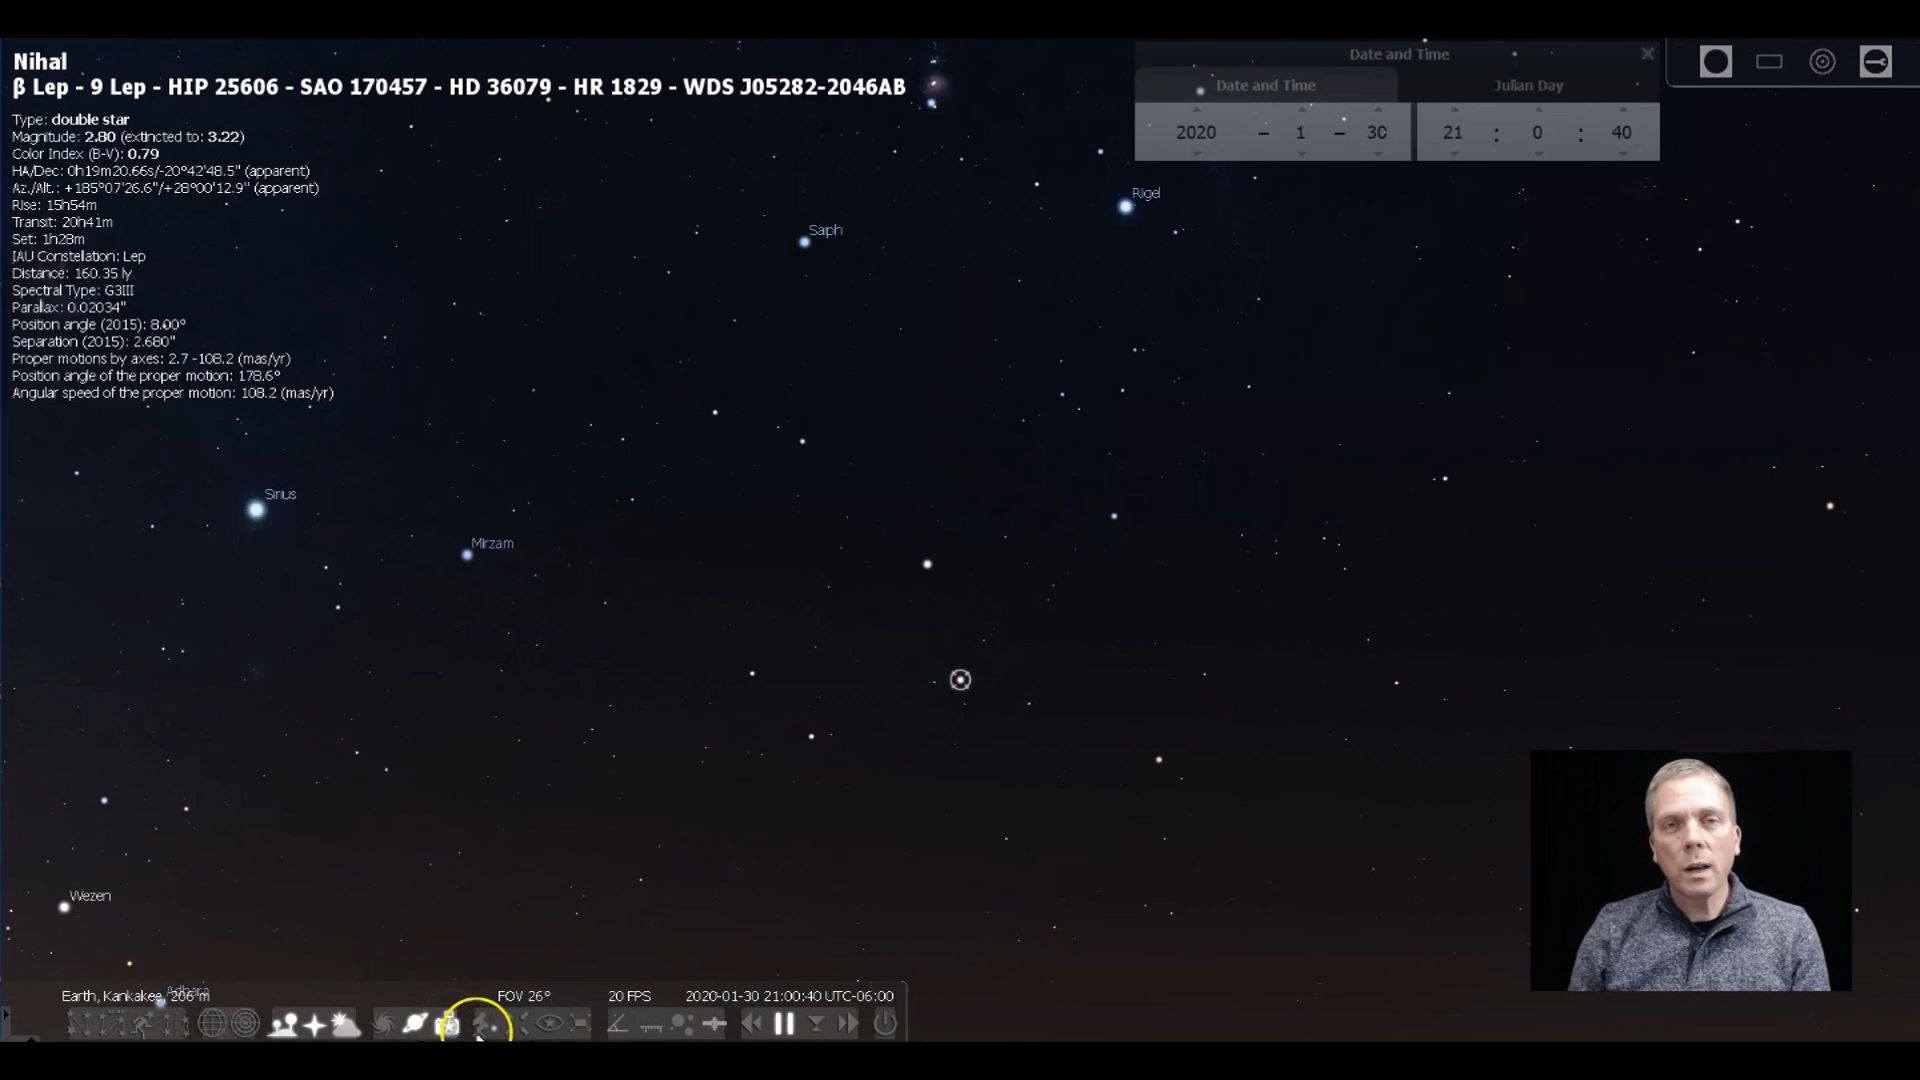 Nihal
β Lep - 9 Lep - HIP 25606 - SAO 170457 - HD 36079 - HR 1829 - WDS J05282-2046AB
Type: double star
Magnitude: 2.80 (extincted to: 3.22)
Color Index (B-V): 0.79
HA/Dec: 0h19m20.66s/-20°42'48.5" (apparent)
Az./Alt.: +185°07'26.6"/+28°00'12.9" (apparent)
Rise: 15h54m
Transit: 20h41m
Set: 1h28m
IAU Constellation: Lep
Distance: 160.35 ly
Spectral Type: G3III
Parallax: 0.02034"
Position angle (2015): 8.00°
Separation (2015): 2.680"
Proper motions by axes: 2.7 -108.2 (mas/yr)
Position angle of the proper motion: 178.6°
Angular speed of the proper motion: 108.2 (mas/yr)
Date and Time
Date and Time Julian Day
2020 - 1 - 30 21 : 0 : 40
Rigel
Saph
Sirius
Mirzam
Wezen
Adhara
Earth, Kankakee, 206 m FOV 26° 20 FPS 2020-01-30 21:00:40 UTC-06:00